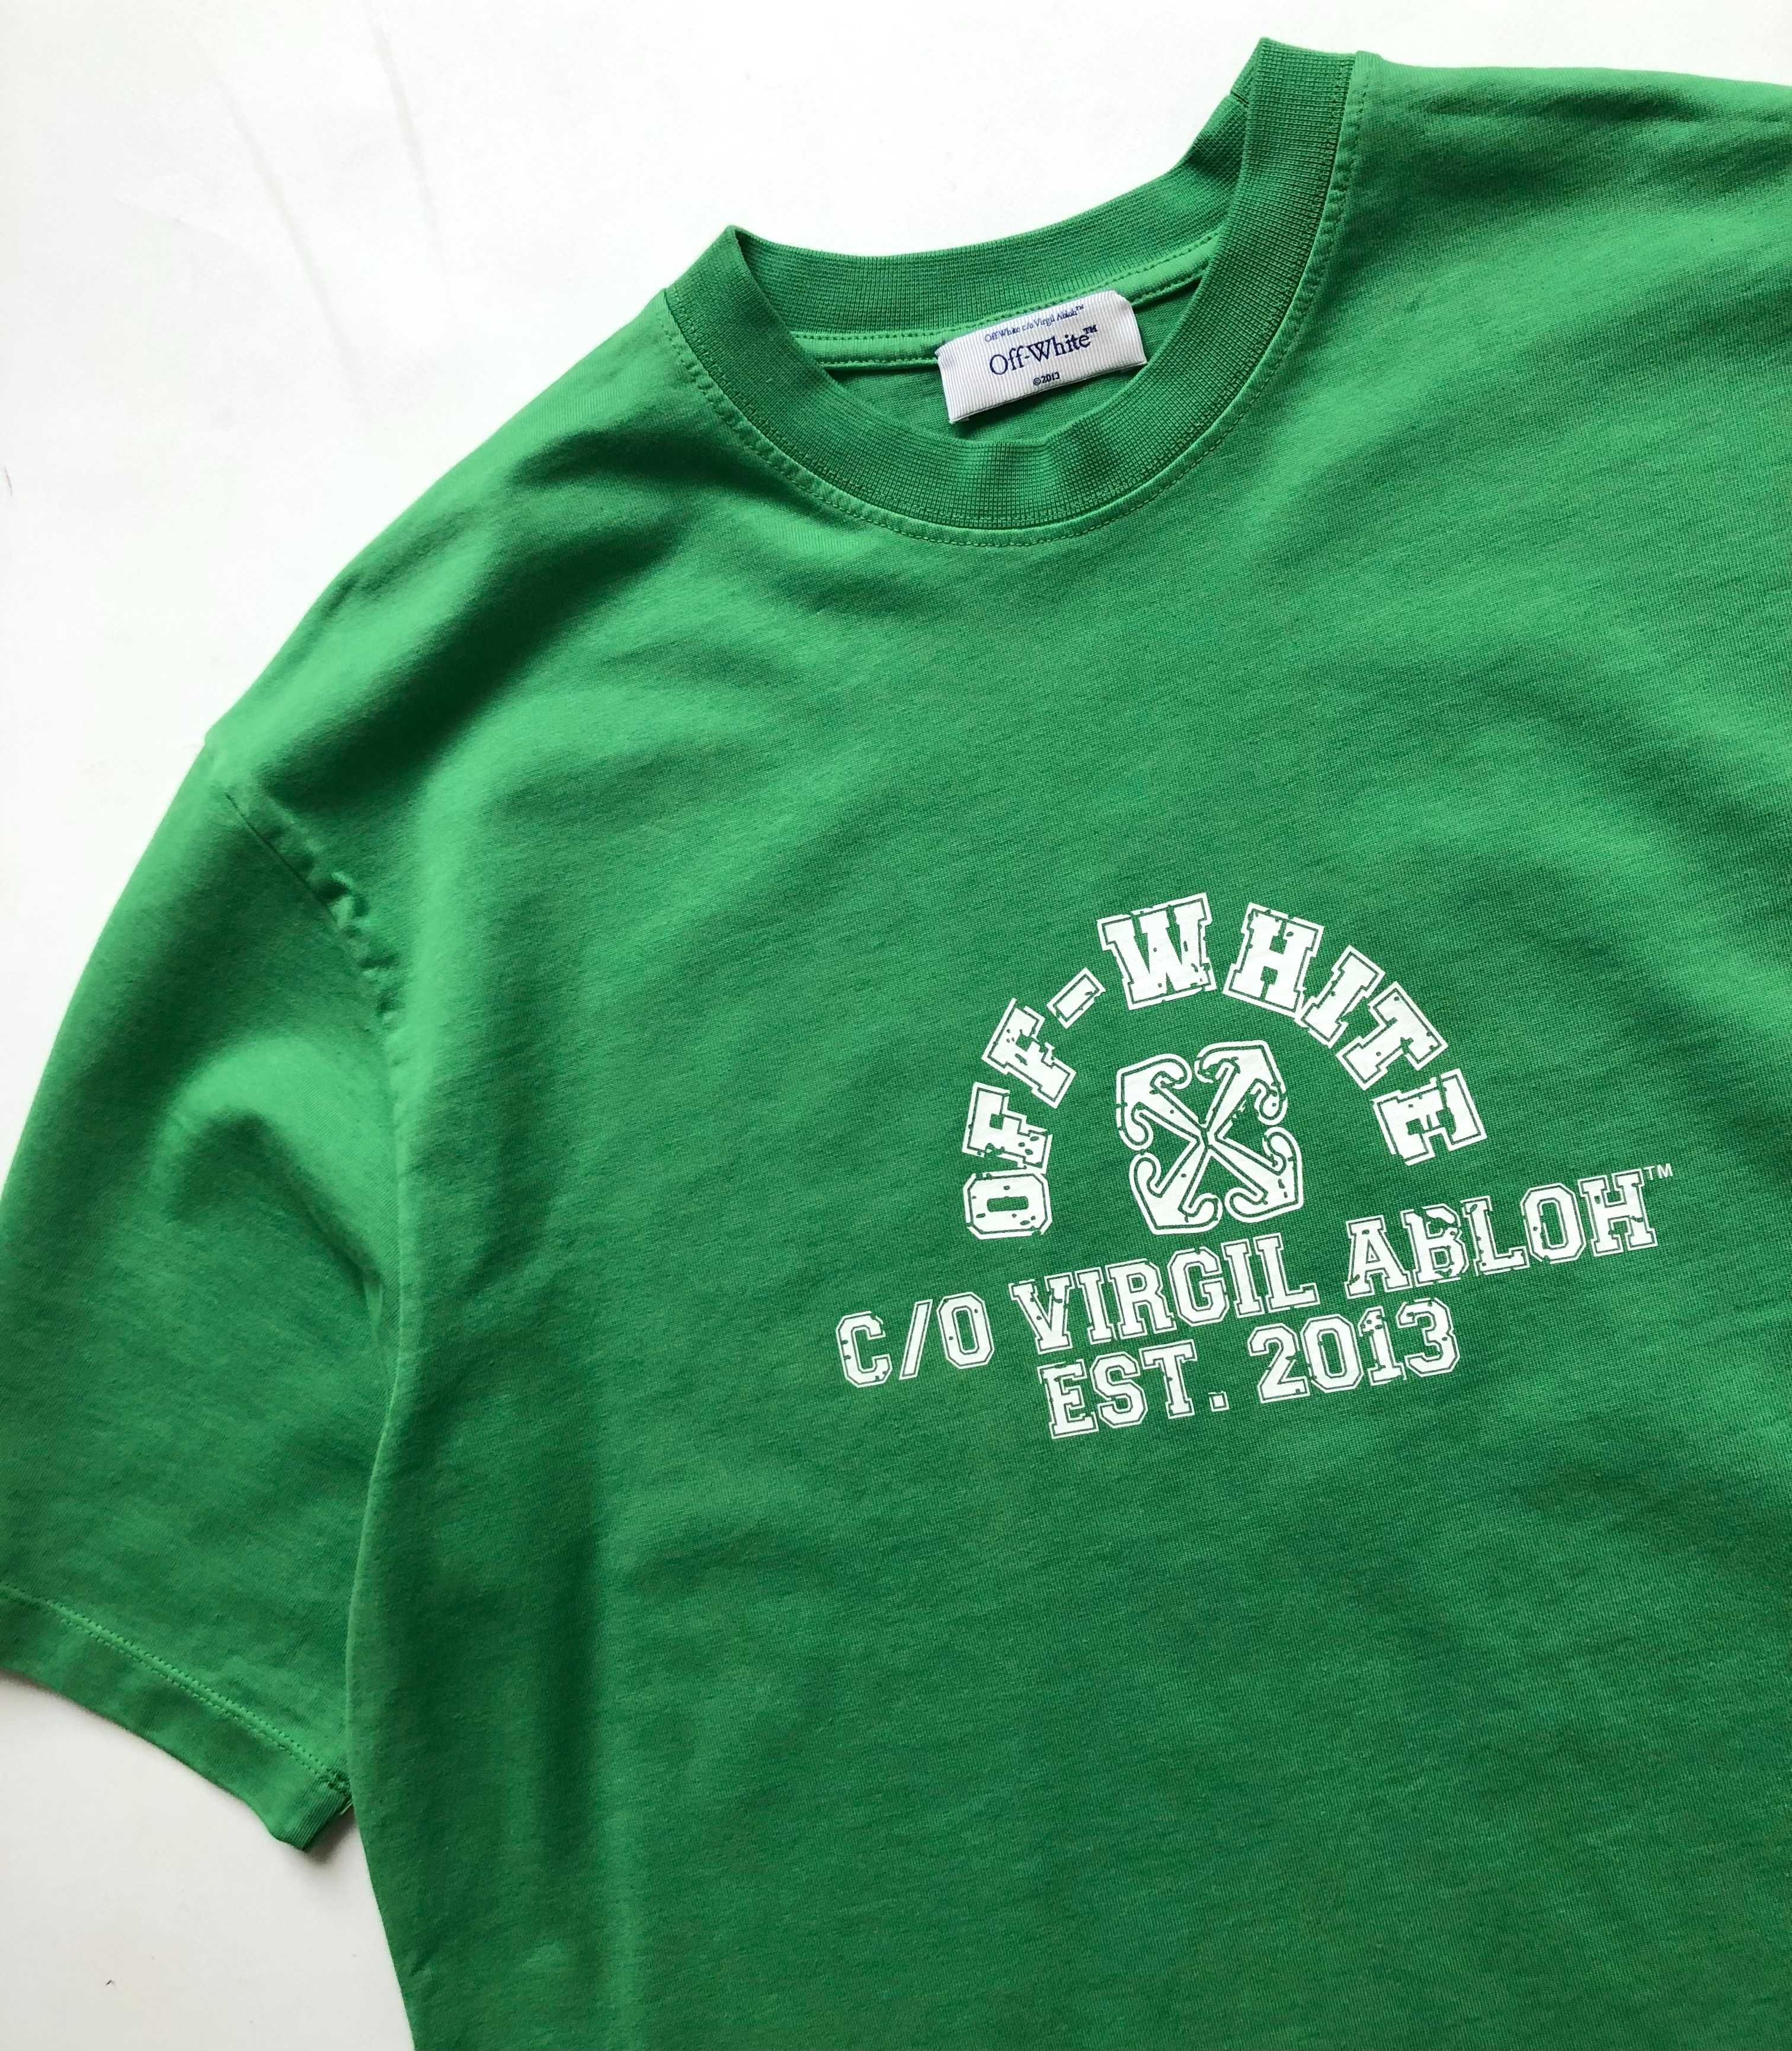 Off-White c/o Virgil Abloh™
Off-White™
©2013
OFF-WHITE
C/O VIRGIL ABLOH™
EST. 2013